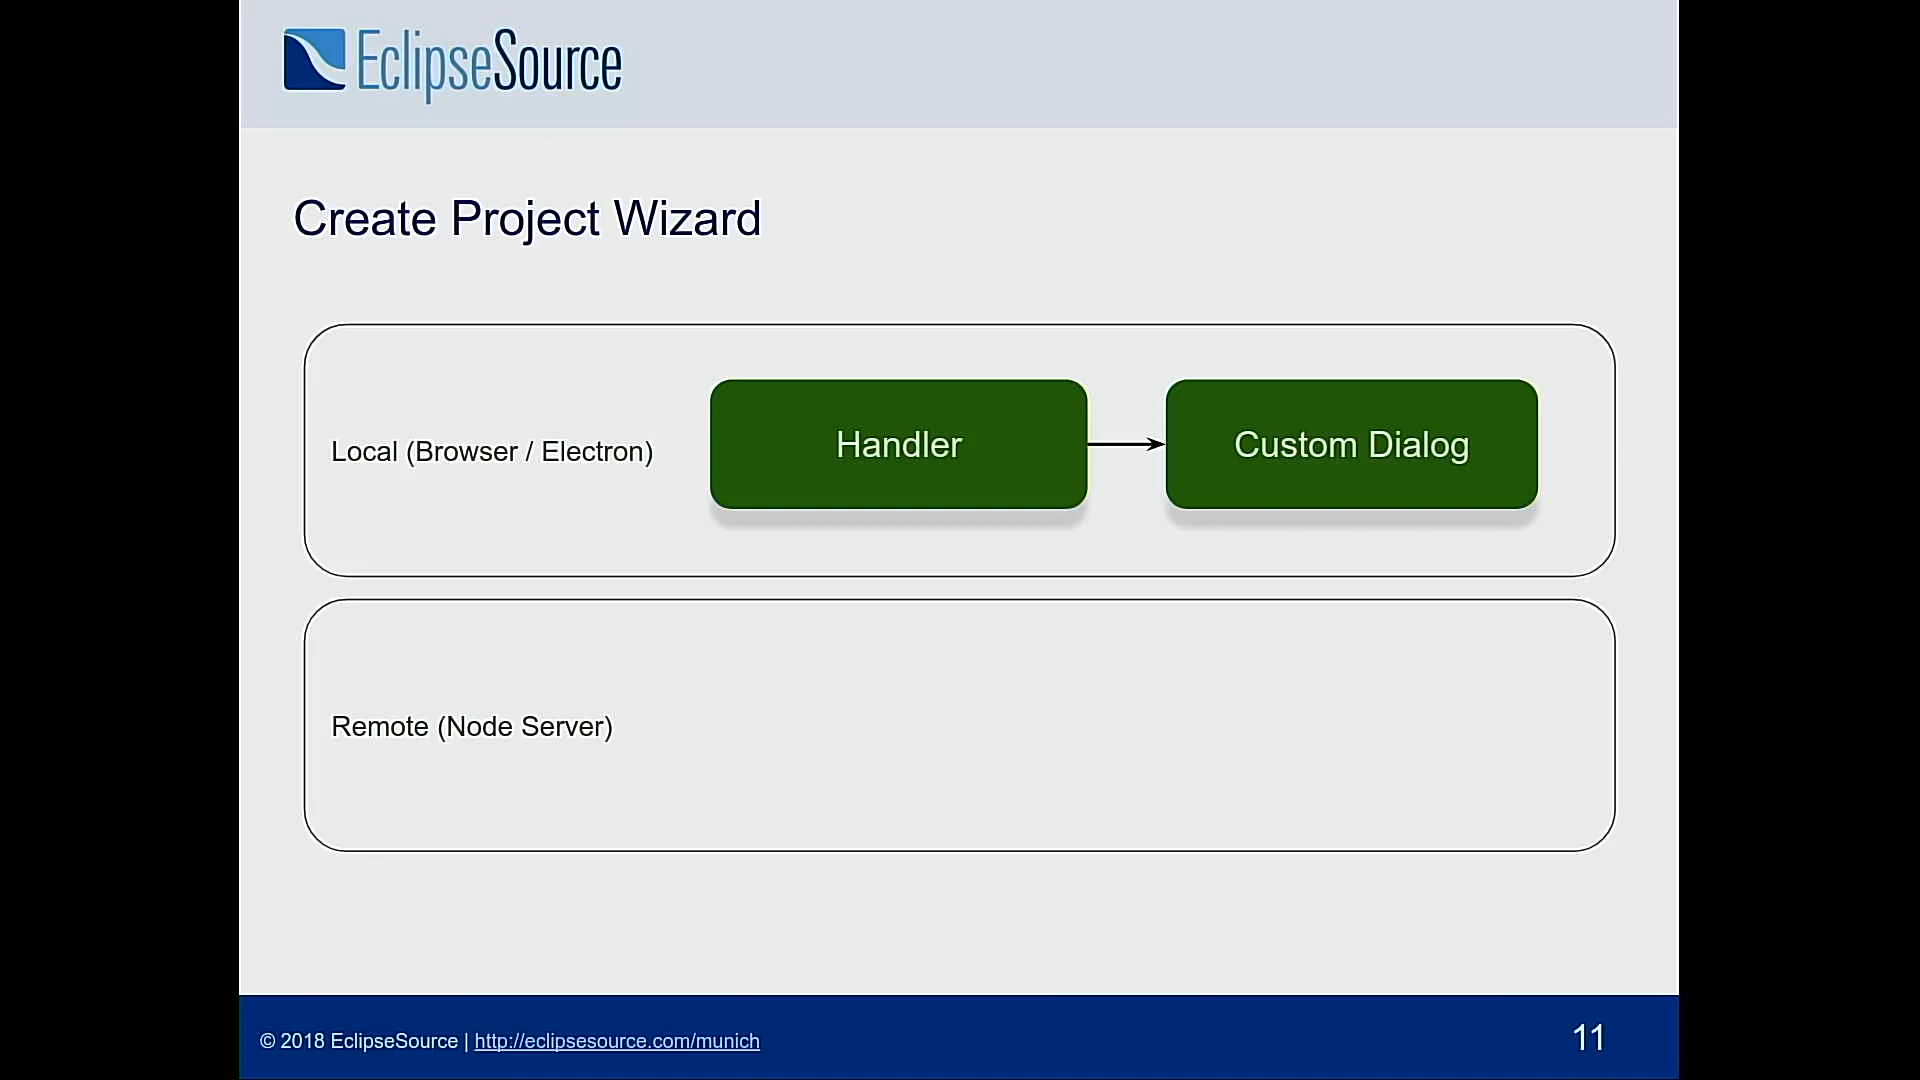 EclipseSource
Create Project Wizard
Local (Browser / Electron)
Handler
Custom Dialog
Remote (Node Server)
© 2018 EclipseSource | http://eclipsesource.com/munich
11